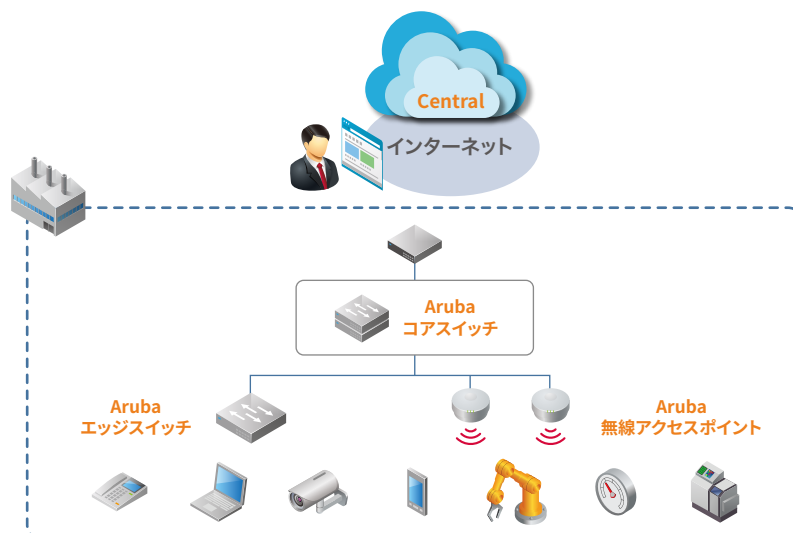 Central
インターネット
Aruba
コアスイッチ
Aruba
エッジスイッチ
Aruba
無線アクセスポイント